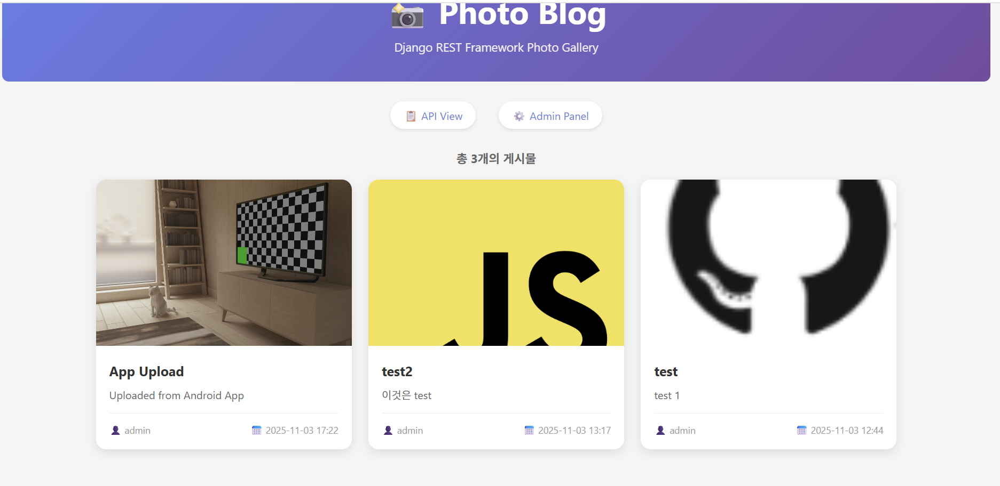 Photo Blog
Django REST Framework Photo Gallery
API View
Admin Panel
총 3개의 게시물
JS
App Upload
Uploaded from Android App
admin
2025-11-03 17:22
test2
이것은 test
admin
2025-11-03 13:17
test
test 1
admin
2025-11-03 12:44